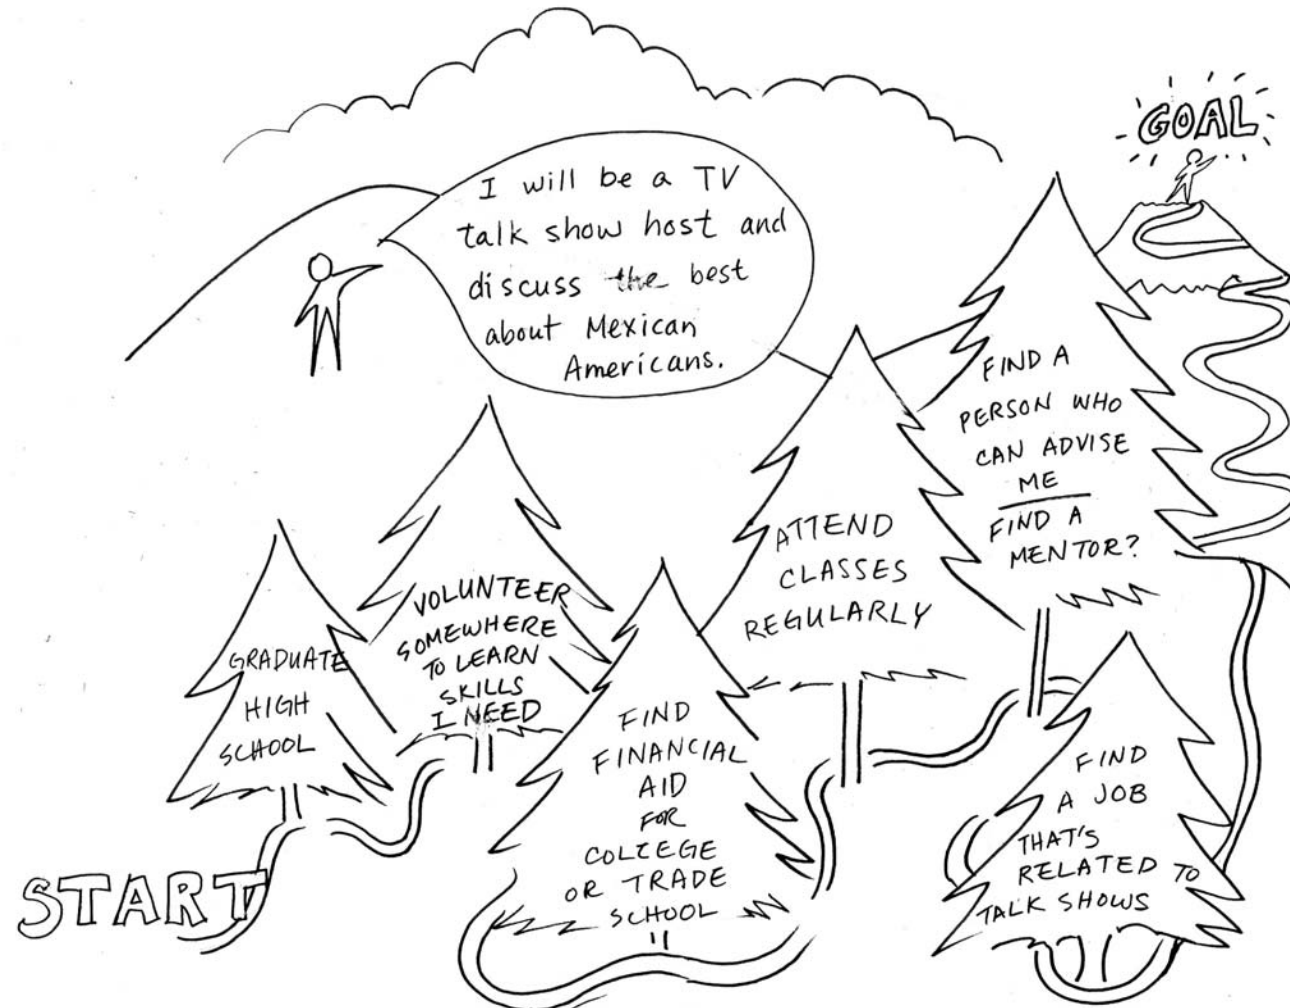 GOAL
I will be a TV
talk show host and
discuss the best
about Mexican
Americans.
START
GRADUATE
HIGH
SCHOOL
VOLUNTEER
SOMEWHERE
TO LEARN
SKILLS
I NEED
FIND
FINANCIAL
AID
FOR
COLLEGE
OR TRADE
SCHOOL
ATTEND
CLASSES
REGULARLY
FIND A
PERSON WHO
CAN ADVISE
ME
FIND A
MENTOR?
FIND
A JOB
THAT'S
RELATED TO
TALK SHOWS